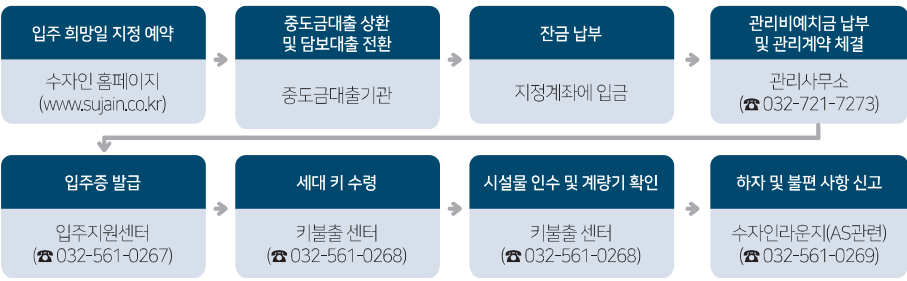 입주 희망일 지정 예약
수자인 홈페이지
(www.sujain.co.kr)
중도금대출 상환
및 담보대출 전환
중도금대출기관
잔금 납부
지정계좌에 입금
관리비예치금 납부
및 관리계약 체결
관리사무소
(☎ 032-721-7273)
입주증 발급
입주지원센터
(☎ 032-561-0267)
세대 키 수령
키불출 센터
(☎ 032-561-0268)
시설물 인수 및 계량기 확인
키불출 센터
(☎ 032-561-0268)
하자 및 불편 사항 신고
수자인라운지(AS관련)
(☎ 032-561-0269)